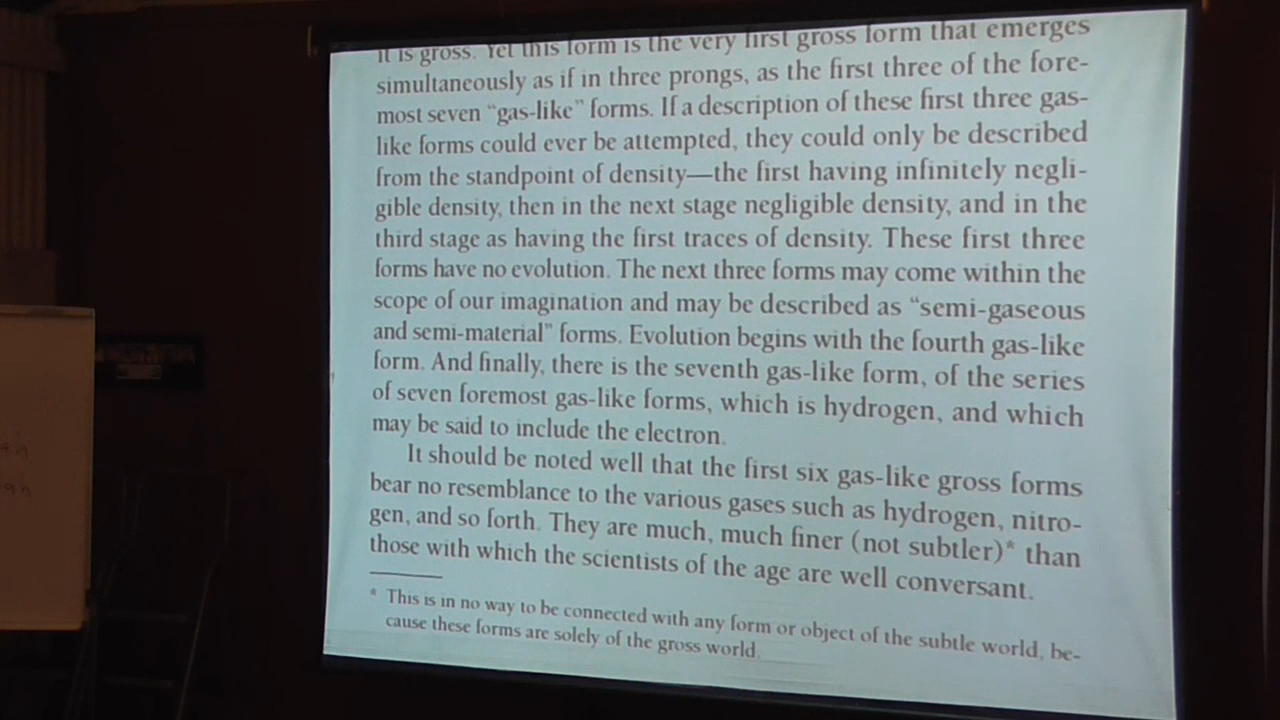 it is gross. Yet this form is the very first gross form that emerges
simultaneously as if in three prongs, as the first three of the fore-
most seven “gas-like” forms. If a description of these first three gas-
like forms could ever be attempted, they could only be described
from the standpoint of density—the first having infinitely negli-
gible density, then in the next stage negligible density, and in the
third stage as having the first traces of density. These first three
forms have no evolution. The next three forms may come within the
scope of our imagination and may be described as “semi-gaseous
and semi-material” forms. Evolution begins with the fourth gas-like
form. And finally, there is the seventh gas-like form, of the series
of seven foremost gas-like forms, which is hydrogen, and which
may be said to include the electron.
It should be noted well that the first six gas-like gross forms
bear no resemblance to the various gases such as hydrogen, nitro-
gen, and so forth. They are much, much finer (not subtler)* than
those with which the scientists of the age are well conversant.
* This is in no way to be connected with any form or object of the subtle world, be-
cause these forms are solely of the gross world.